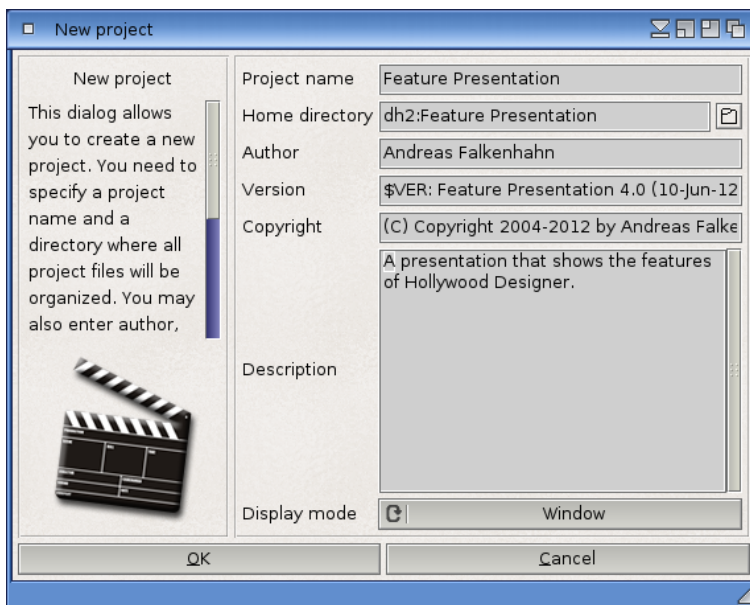 New project
New project
This dialog allows
you to create a new
project. You need to
specify a project
name and a
directory where all
project files will be
organized. You may
also enter author,
Project name
Feature Presentation
Home directory
dh2:Feature Presentation
Author
Andreas Falkenhahn
Version
$VER: Feature Presentation 4.0 (10-Jun-12
Copyright
(C) Copyright 2004-2012 by Andreas Falke
Description
A presentation that shows the features
of Hollywood Designer.
Display mode
Window
OK
Cancel